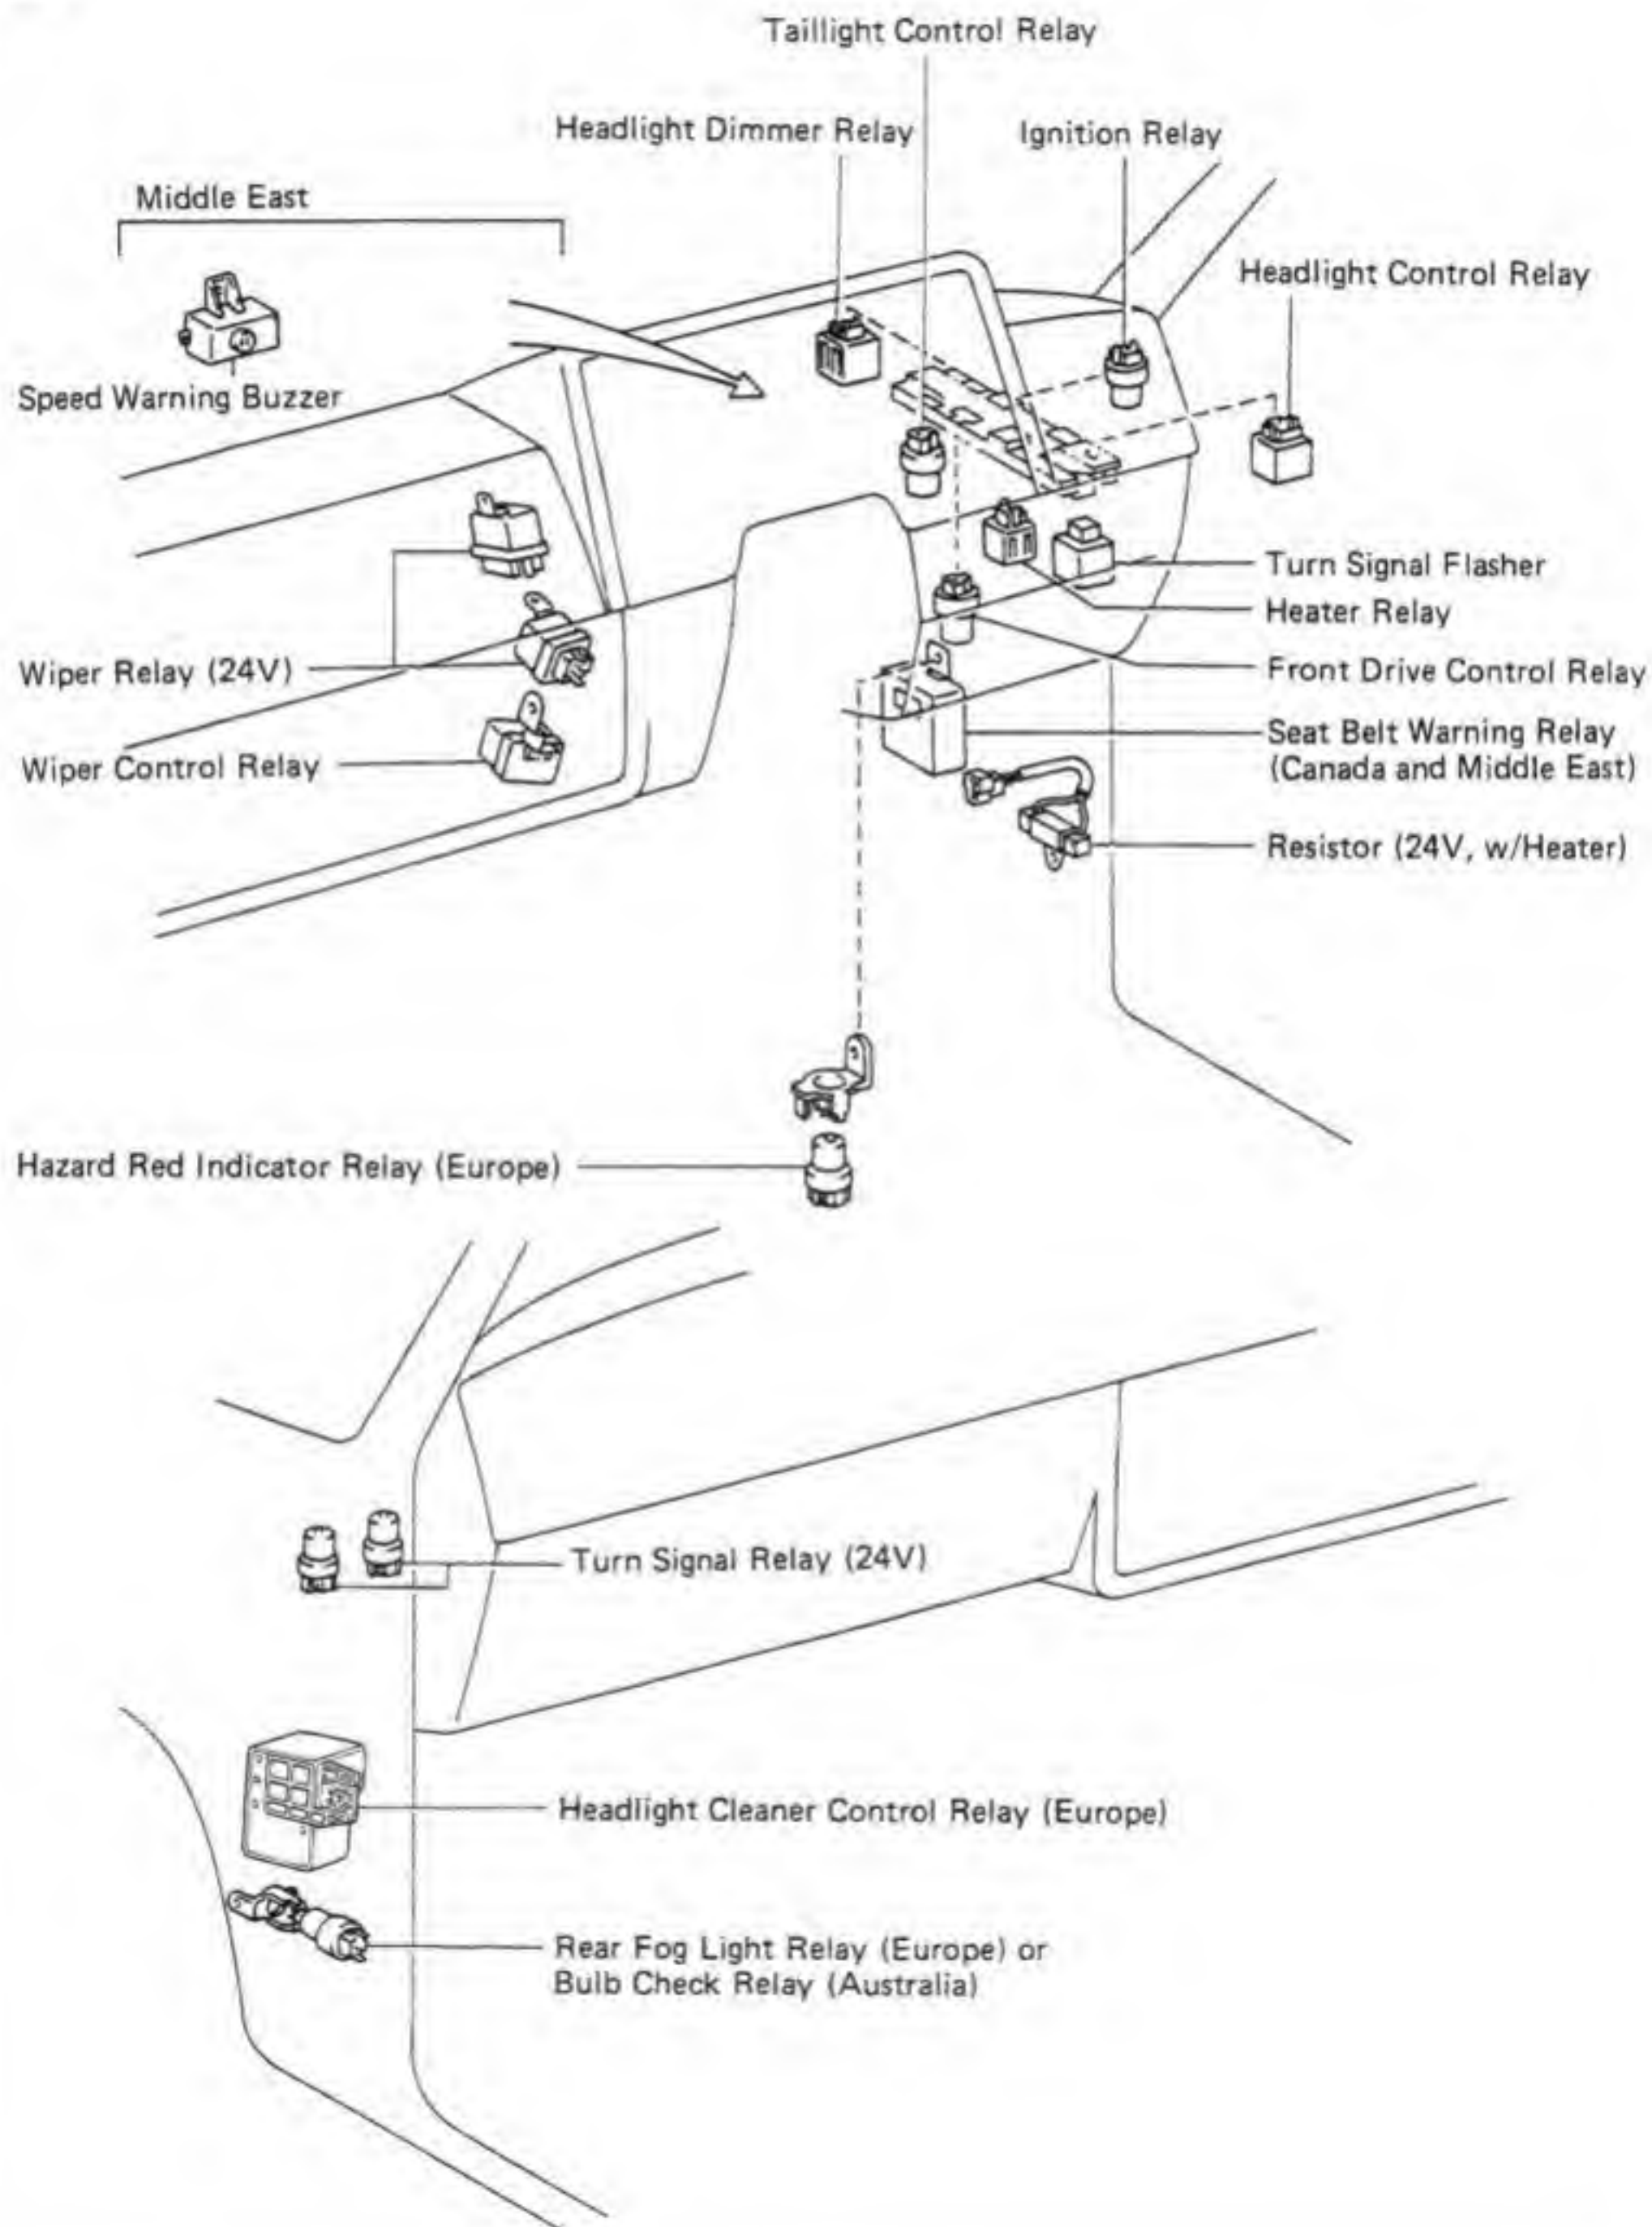 Taillight Control Relay
Headlight Dimmer Relay
Ignition Relay
Middle East
Headlight Control Relay
Speed Warning Buzzer
Turn Signal Flasher
Heater Relay
Wiper Relay (24V)
Front Drive Control Relay
Seat Belt Warning Relay
(Canada and Middle East)
Wiper Control Relay
Resistor (24V, w/Heater)
Hazard Red Indicator Relay (Europe)
Turn Signal Relay (24V)
Headlight Cleaner Control Relay (Europe)
Rear Fog Light Relay (Europe) or
Bulb Check Relay (Australia)